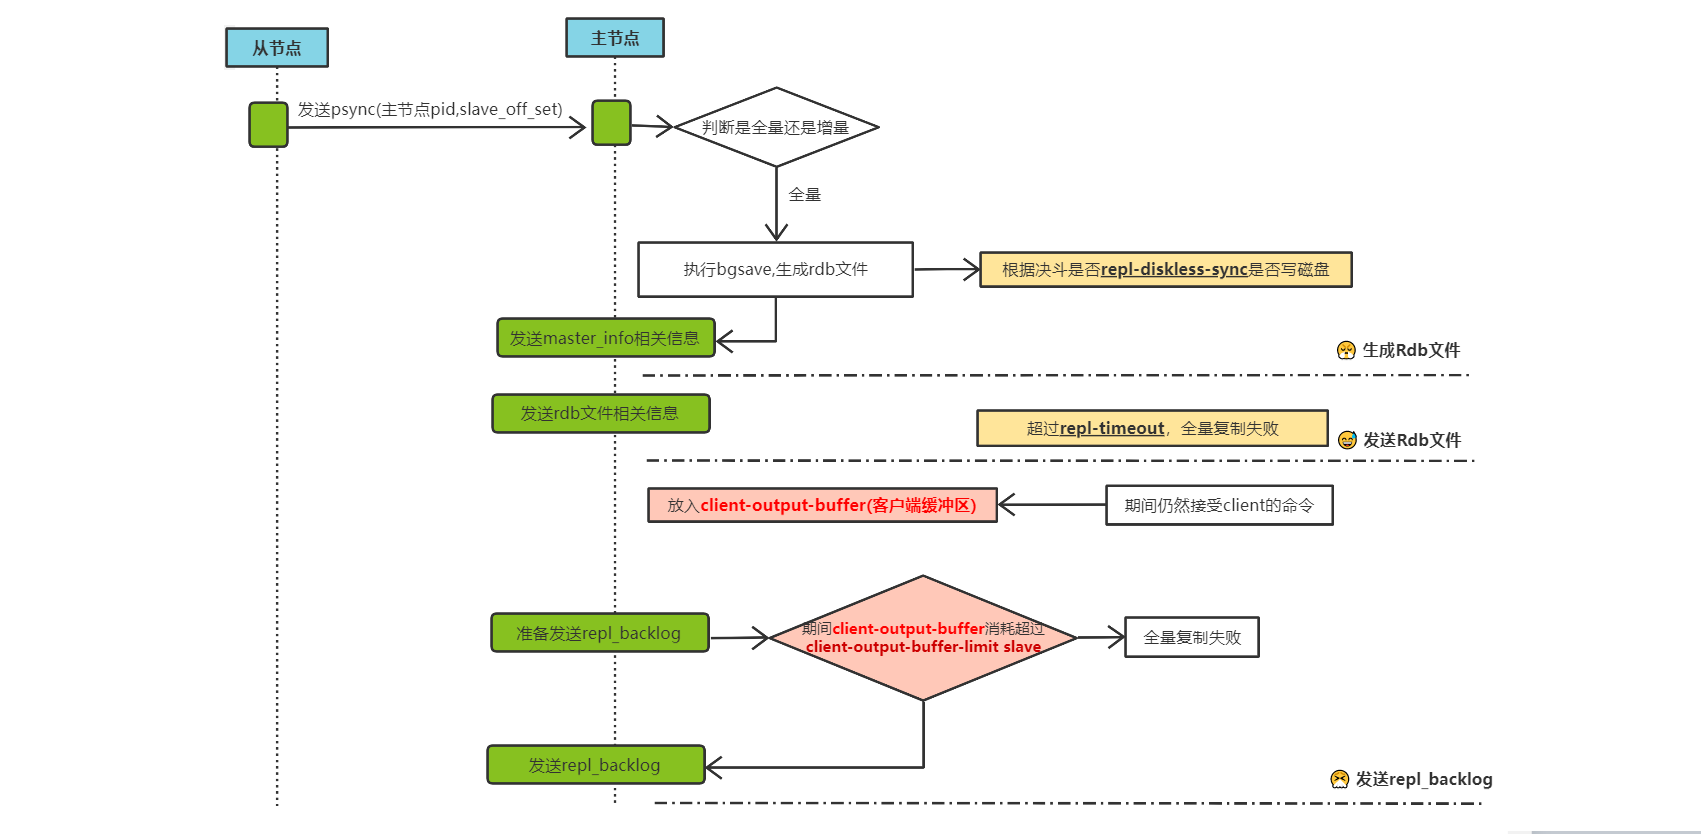 从节点
主节点
发送psync(主节点pid,slave_off_set)
判断是全量还是增量
全量
执行bgsave,生成rdb文件
根据决斗是否repl-diskless-sync是否写磁盘
发送master_info相关信息
生成Rdb文件
发送rdb文件相关信息
超过repl-timeout，全量复制失败
发送Rdb文件
放入client-output-buffer(客户端缓冲区)
期间仍然接受client的命令
准备发送repl_backlog
期间client-output-buffer消耗超过
client-output-buffer-limit slave
全量复制失败
发送repl_backlog
发送repl_backlog